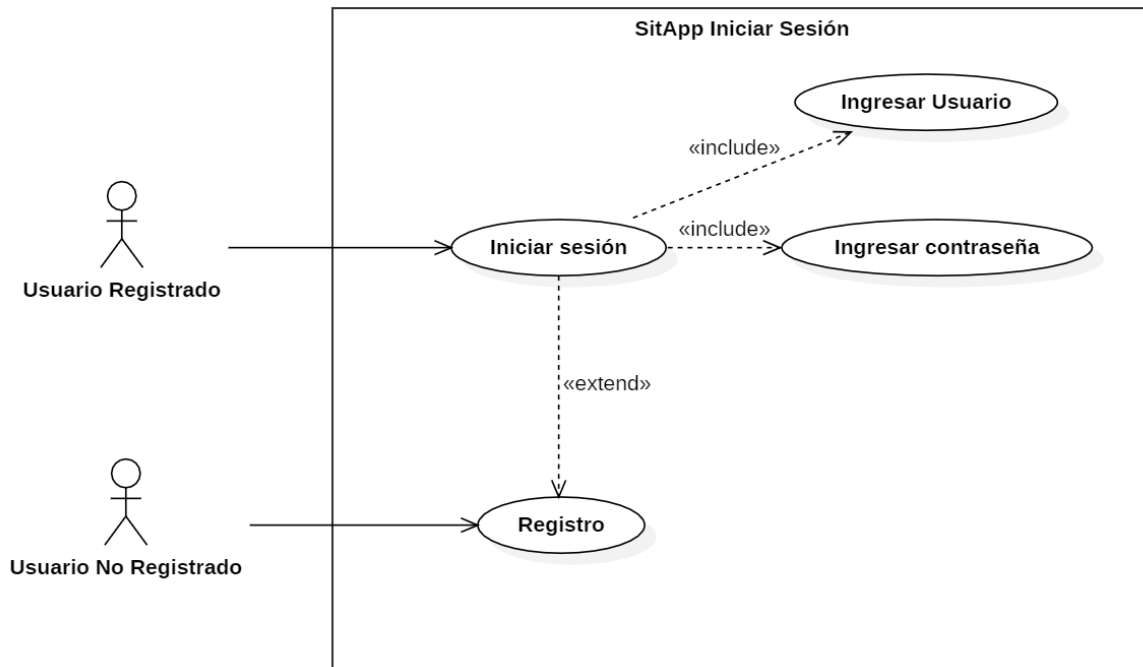 SitApp Iniciar Sesión
Ingresar Usuario
«include»
«include»
Iniciar sesión
Ingresar contraseña
Usuario Registrado
«extend»
Registro
Usuario No Registrado